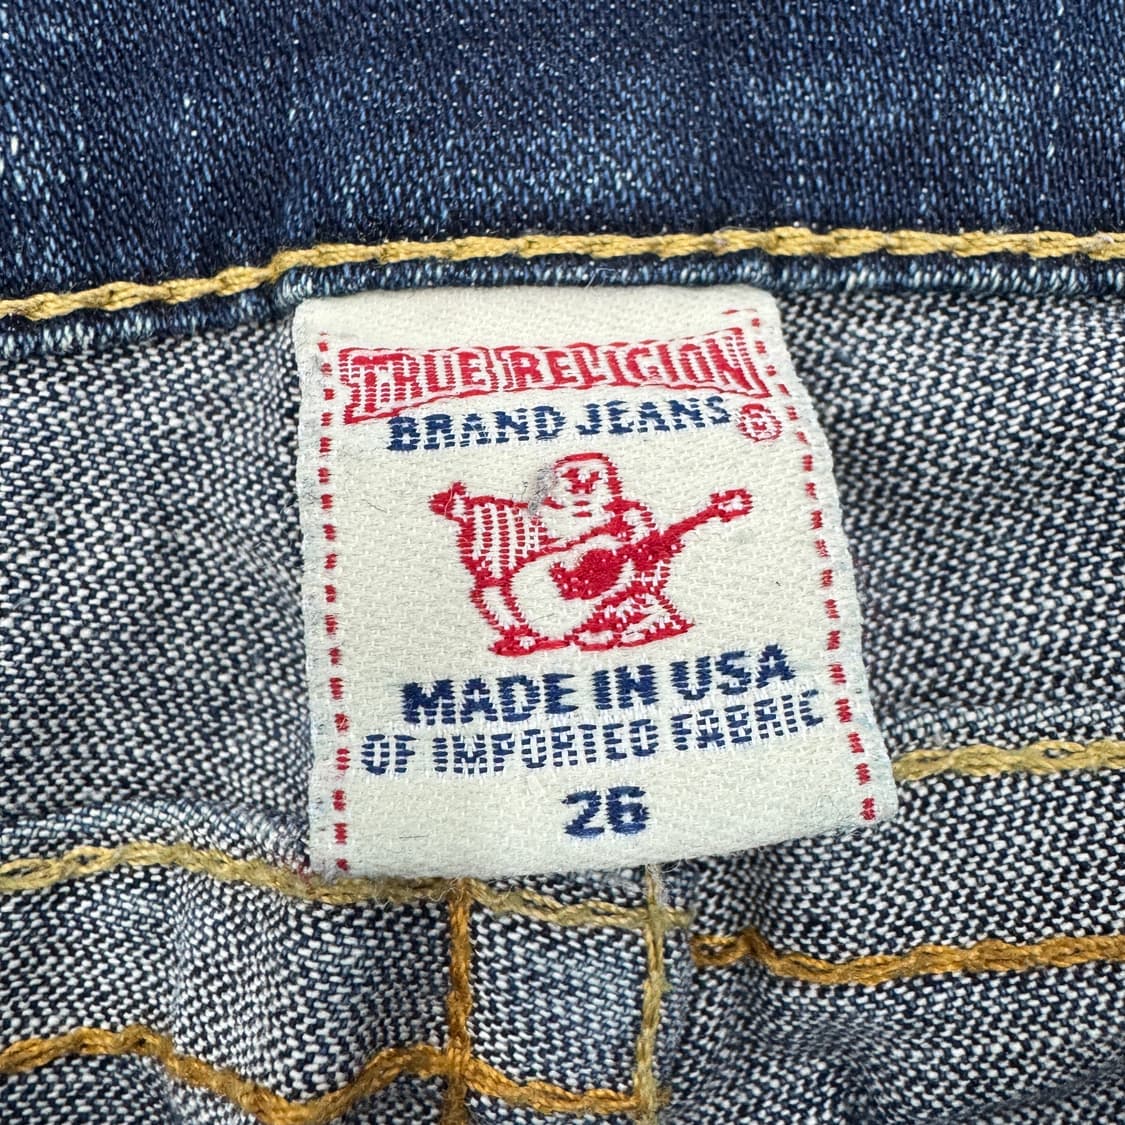 TRUE RELIGION
BRAND JEANS ®
MADE IN USA
OF IMPORTED FABRIC
26